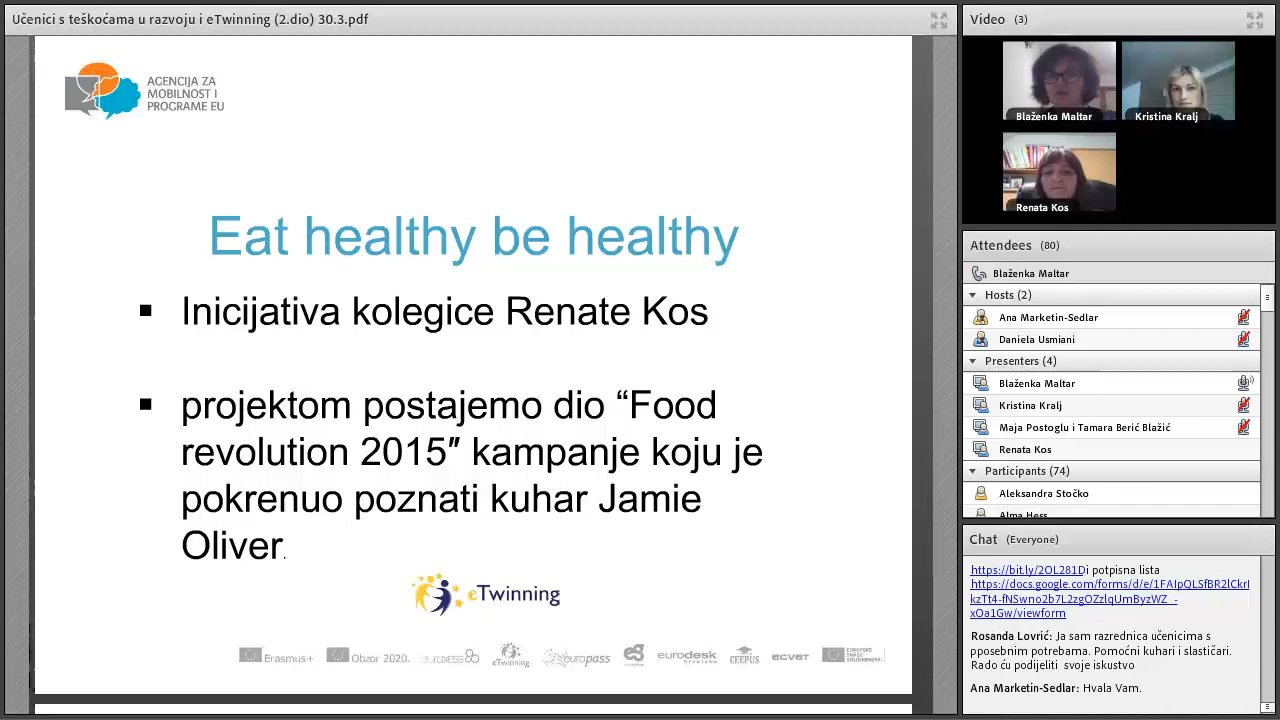 Učenici s teškoćama u razvoju i eTwinning (2.dio) 30.3.pdf
AGENCIJA ZA
MOBILNOST I
PROGRAME EU
Eat healthy be healthy
▪ Inicijativa kolegice Renate Kos
▪ projektom postajemo dio “Food
revolution 2015″ kampanje koju je
pokrenuo poznati kuhar Jamie
Oliver.
eTwinning
Erasmus+
Obzor 2020.
euroxess
eTwinning
europass
eurodesk
CEEPUS
ECVET
EUROPSKE
SNAGE
SOLIDARNOSTI
Video (3)
Blaženka Maltar
Kristina Kralj
Renata Kos
Attendees (80)
Blaženka Maltar
Hosts (2)
Ana Marketin-Sedlar
Daniela Usmiani
Presenters (4)
Blaženka Maltar
Kristina Kralj
Maja Postoglu i Tamara Berić Blažić
Renata Kos
Participants (74)
Aleksandra Stočko
Alma Hess
Chat (Everyone)
https://bit.ly/2OL281Di potpisna lista
https://docs.google.com/forms/d/e/1FAIpQLSfBR2lCkrI
kzTt4-fNSwno2b7L2zgOZzlqUmByzWZ_-
xOa1Gw/viewform
Rosanda Lovrić: Ja sam razrednica učenicima s
pposebnim potrebama. Pomoćni kuhari i slastičari.
Rado ću podijeliti svoje iskustvo
Ana Marketin-Sedlar: Hvala Vam.